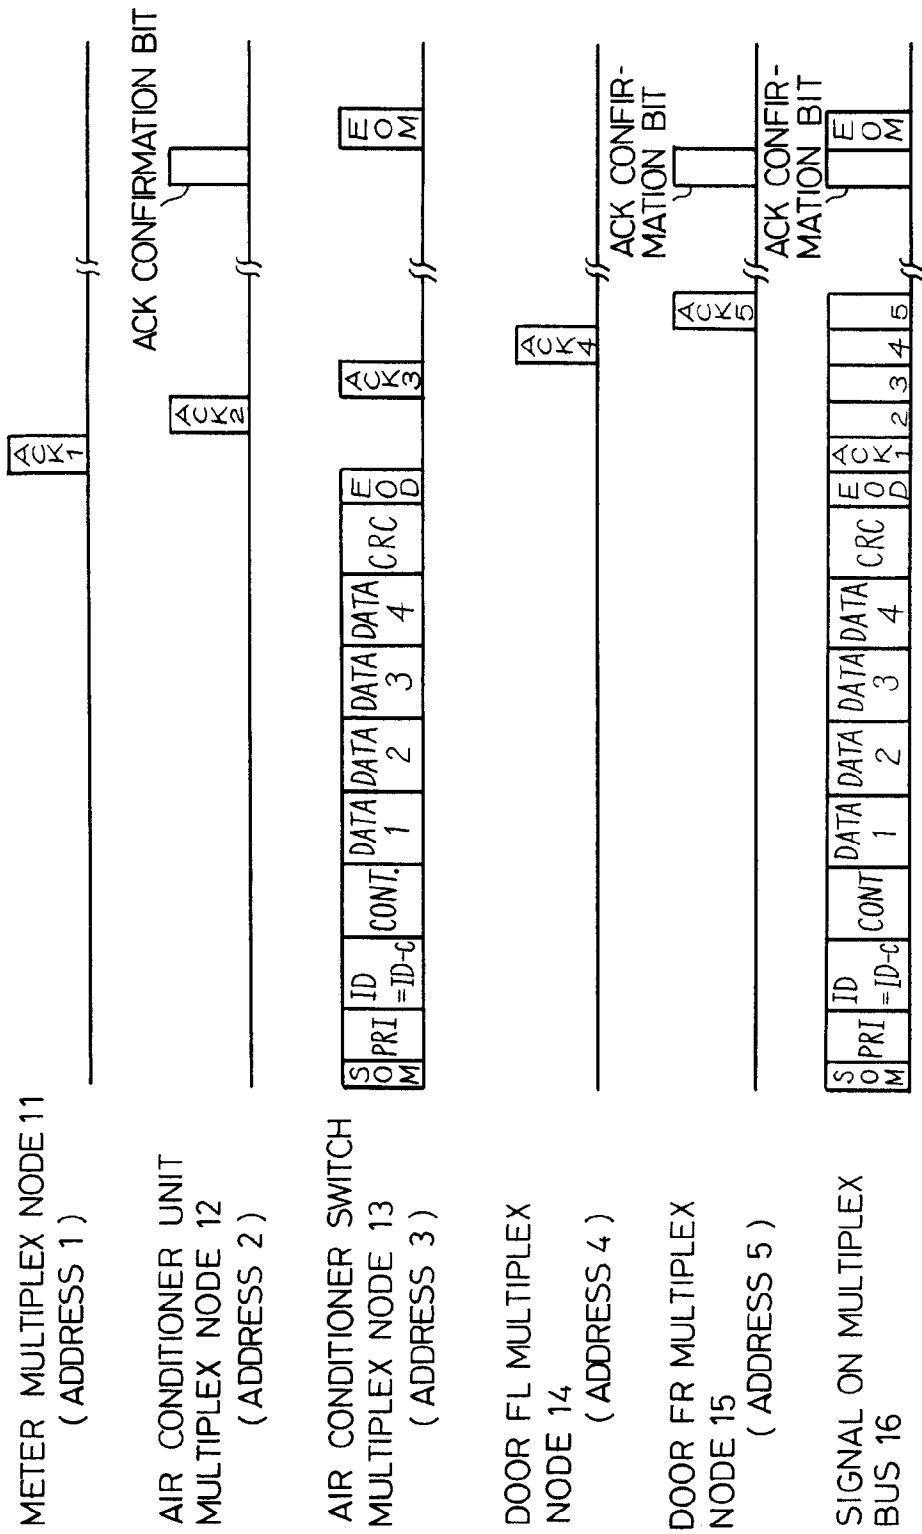 METER MULTIPLEX NODE 11
( ADDRESS 1 )
ACK 1
AIR CONDITIONER UNIT
MULTIPLEX NODE 12
( ADDRESS 2 )
ACK 2
ACK CONFIRMATION BIT
AIR CONDITIONER SWITCH
MULTIPLEX NODE 13
( ADDRESS 3 )
SOM PRI ID =ID-C CONT. DATA 1 DATA 2 DATA 3 DATA 4 CRC EOD ACK 3 EOM
DOOR FL MULTIPLEX
NODE 14
( ADDRESS 4 )
ACK 4
DOOR FR MULTIPLEX
NODE 15
( ADDRESS 5 )
ACK 5
ACK CONFIR-
MATION BIT
SIGNAL ON MULTIPLEX
BUS 16
SOM PRI ID =ID-C CONT DATA 1 DATA 2 DATA 3 DATA 4 CRC EOD ACK 1 2 3 4 5 EOM
ACK CONFIR-
MATION BIT